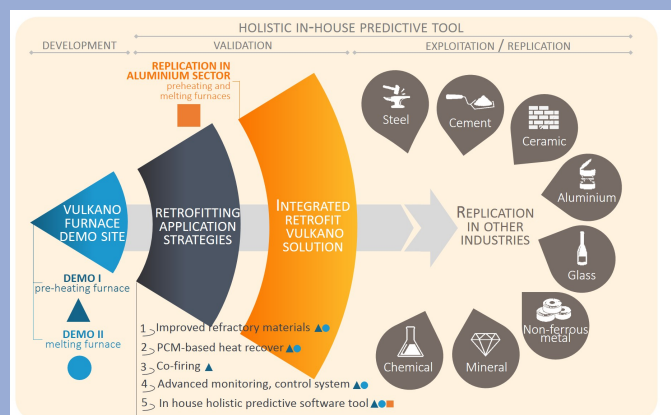 HOLISTIC IN-HOUSE PREDICTIVE TOOL
DEVELOPMENT
VALIDATION
EXPLOITATION / REPLICATION
REPLICATION IN
ALUMINIUM SECTOR
preheating and
melting furnaces
VULKANO
FURNACE
DEMO SITE
RETROFITTING
APPLICATION
STRATEGIES
INTEGRATED
RETROFIT
VULKANO
SOLUTION
REPLICATION
IN OTHER
INDUSTRIES
Steel
Cement
Ceramic
Aluminium
Glass
Non-ferrous
metal
Mineral
Chemical
DEMO I
pre-heating furnace
DEMO II
melting furnace
1 Improved refractory materials
2 PCM-based heat recover
3 Co-firing
4 Advanced monitoring, control system
5 In house holistic predictive software tool